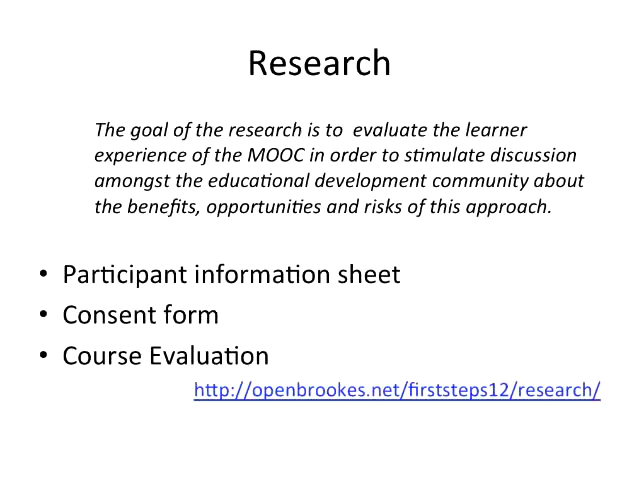 Research
The goal of the research is to  evaluate the learner
experience of the MOOC in order to stimulate discussion
amongst the educational development community about
the benefits, opportunities and risks of this approach.
• Participant information sheet
• Consent form
• Course Evaluation
http://openbrookes.net/firststeps12/research/